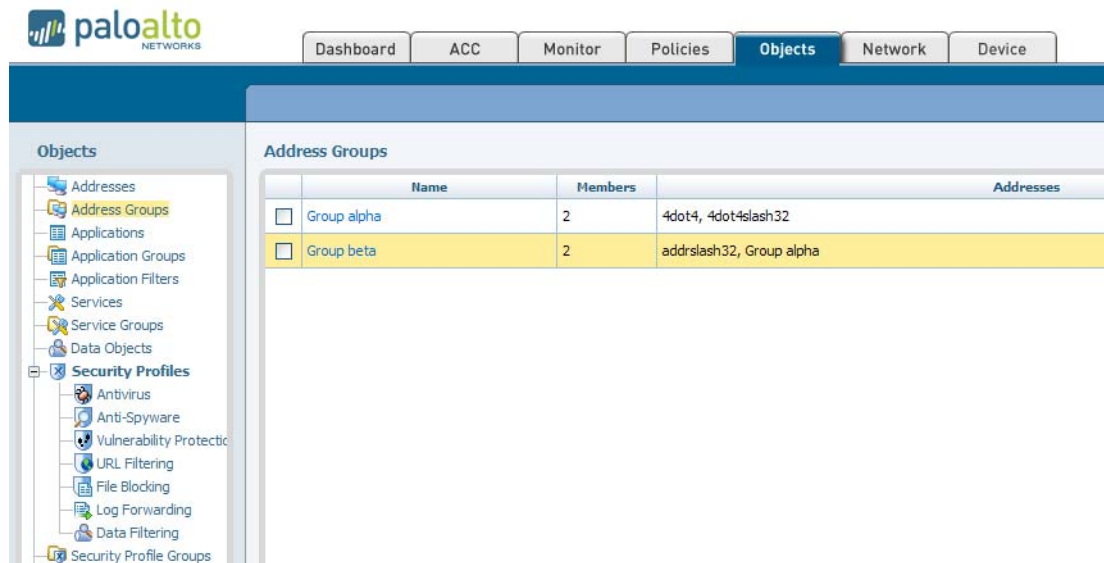 paloalto
NETWORKS
Dashboard ACC Monitor Policies Objects Network Device
Objects
Addresses
Address Groups
Applications
Application Groups
Application Filters
Services
Service Groups
Data Objects
Security Profiles
Antivirus
Anti-Spyware
Vulnerability Protectio
URL Filtering
File Blocking
Log Forwarding
Data Filtering
Security Profile Groups
Address Groups
Name Members Addresses
Group alpha 2 4dot4, 4dot4slash32
Group beta 2 addrslash32, Group alpha